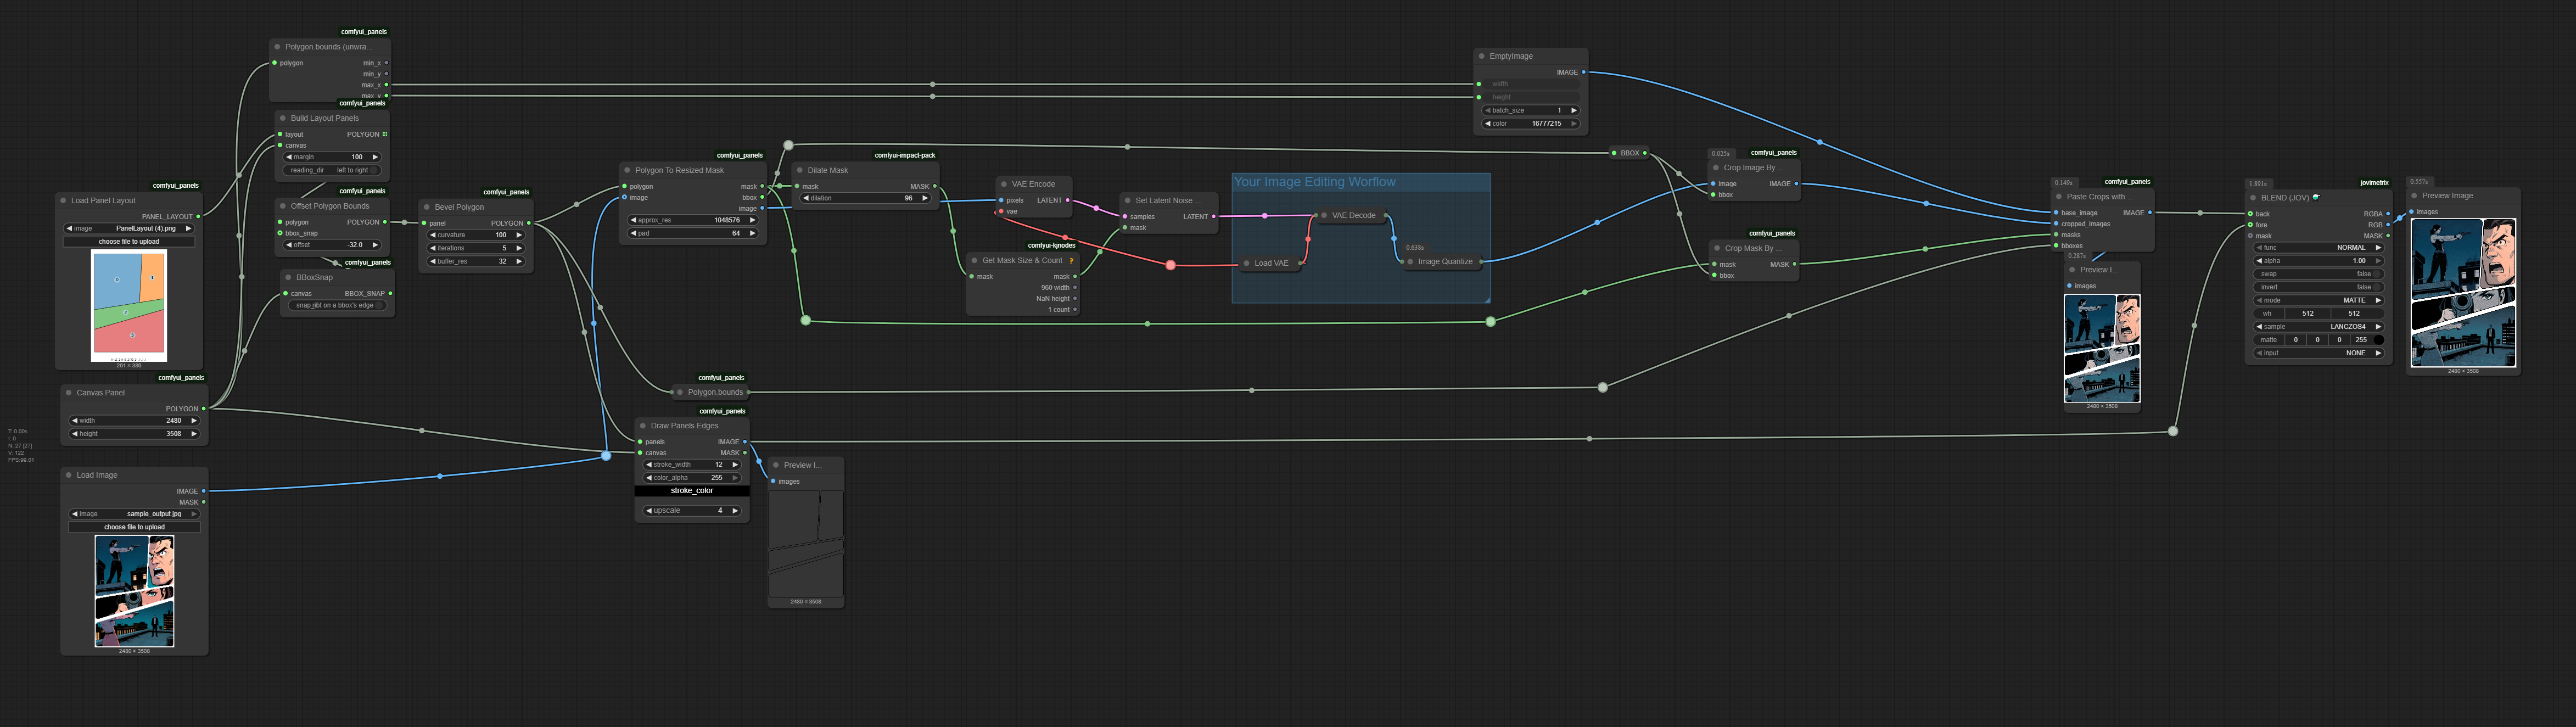 comfyui_panels
Polygon.bounds (unwra...
polygon
min_x
min_y
max_x
max_y
comfyui_panels
Build Layout Panels
layout POLYGON
canvas
margin 100
reading_dir left to right
comfyui_panels
Offset Polygon Bounds
polygon POLYGON
bbox_snap
offset -32.0
comfyui_panels
BBoxSnap
canvas BBOX_SNAP
comfyui_panels
Load Panel Layout
PANEL_LAYOUT
image PanelLayout (4).png
choose file to upload
261 × 386
comfyui_panels
Canvas Panel
POLYGON
width 2480
height 3508
T: 0.00s
I: 0
N: 27 [27]
V: 122
FPS:99.01
Load Image
IMAGE
MASK
image sample_output.jpg
choose file to upload
2480 × 3508
comfyui_panels
Bevel Polygon
panel POLYGON
curvature 100
iterations 5
buffer_res 32
comfyui_panels
Polygon To Resized Mask
polygon mask
image bbox
image
approx_res 1048576
pad 64
comfyui-impact-pack
Dilate Mask
mask MASK
dilation 96
VAE Encode
pixels LATENT
vae
Set Latent Noise ...
samples LATENT
mask
comfyui-kjnodes
Get Mask Size & Count ?
mask mask
960 width
NaN height
1 count
Your Image Editing Worflow
VAE Decode
Load VAE
0.638s
Image Quantize
comfyui_panels
Polygon.bounds
comfyui_panels
Draw Panels Edges
panels IMAGE
canvas MASK
stroke_width 12
color_alpha 255
stroke_color
upscale 4
Preview I...
images
2480 × 3508
EmptyImage
IMAGE
width
height
batch_size 1
color 16777215
BBOX
0.025s comfyui_panels
Crop Image By ...
image IMAGE
bbox
comfyui_panels
Crop Mask By ...
mask MASK
bbox
0.149s comfyui_panels
Paste Crops with ...
base_image IMAGE
cropped_images
masks
bboxes
0.287s
Preview I...
images
2480 × 3508
1.891s jovimetrix
BLEND (JOV)
back RGBA
fore RGB
mask MASK
func NORMAL
alpha 1.00
swap false
invert false
mode MATTE
wh 512 512
sample LANCZOS4
matte 0 0 0 255
input NONE
0.557s
Preview Image
images
2480 × 3508